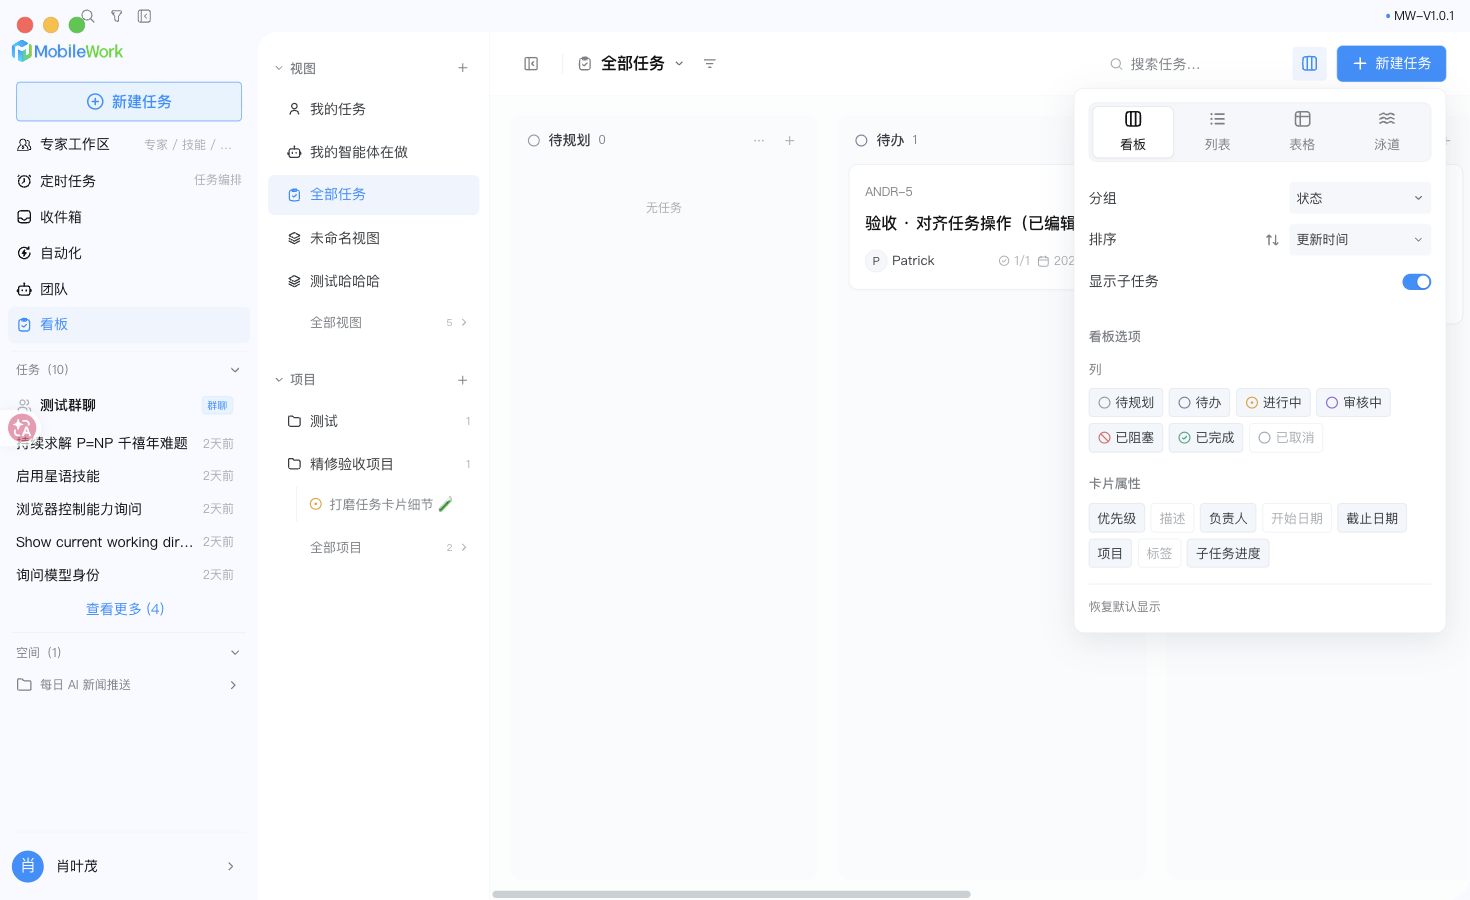 MW-V1.0.1
MobileWork
新建任务
专家工作区 专家 / 技能 / ...
定时任务 任务编排
收件箱
自动化
团队
看板
任务 (10)
测试群聊 群聊
持续求解 P=NP 千禧年难题 2天前
启用星语技能 2天前
浏览器控制能力询问 2天前
Show current working dir... 2天前
询问模型身份 2天前
查看更多 (4)
空间 (1)
每日 AI 新闻推送
肖 肖叶茂
视图
我的任务
我的智能体在做
全部任务
未命名视图
测试哈哈哈
全部视图 5
项目
测试 1
精修验收项目 1
打磨任务卡片细节
全部项目 2
全部任务
搜索任务...
新建任务
待规划 0
无任务
待办 1
ANDR-5
验收 · 对齐任务操作（已编辑
P Patrick 1/1 202
看板 列表 表格 泳道
分组 状态
排序 更新时间
显示子任务
看板选项
列
待规划 待办 进行中 审核中
已阻塞 已完成 已取消
卡片属性
优先级 描述 负责人 开始日期 截止日期
项目 标签 子任务进度
恢复默认显示